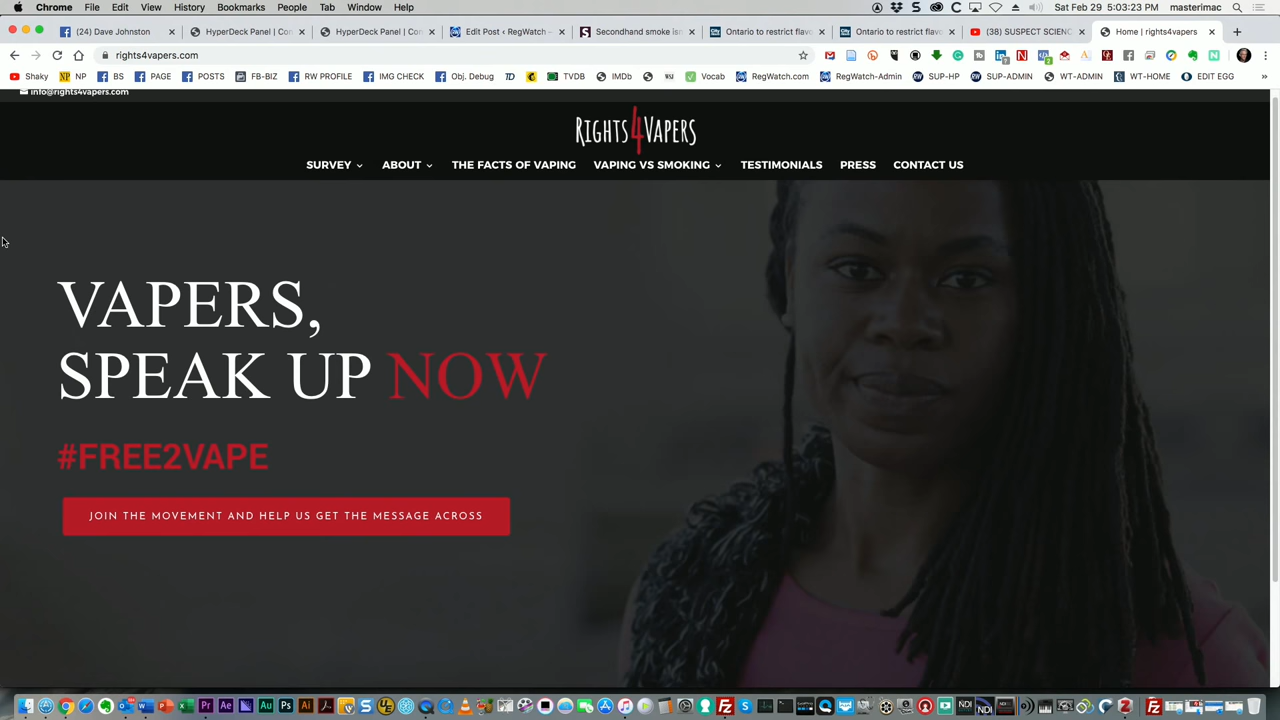 Chrome File Edit View History Bookmarks People Tab Window Help Sat Feb 29 5:03:23 PM masterimac
(24) Dave Johnston HyperDeck Panel | Con HyperDeck Panel | Con Edit Post ‹ RegWatch – Secondhand smoke isn Ontario to restrict flavo Ontario to restrict flavo (38) SUSPECT SCIENC Home | rights4vapers
rights4vapers.com
Shaky NP BS PAGE POSTS FB-BIZ RW PROFILE IMG CHECK Obj. Debug TVDB IMDb Vocab RegWatch.com RegWatch-Admin SUP-HP SUP-ADMIN WT-ADMIN WT-HOME EDIT EGG
info@rights4vapers.com
RIGHTS4VAPERS
SURVEY ABOUT THE FACTS OF VAPING VAPING VS SMOKING TESTIMONIALS PRESS CONTACT US
VAPERS,
SPEAK UP NOW
#FREE2VAPE
JOIN THE MOVEMENT AND HELP US GET THE MESSAGE ACROSS